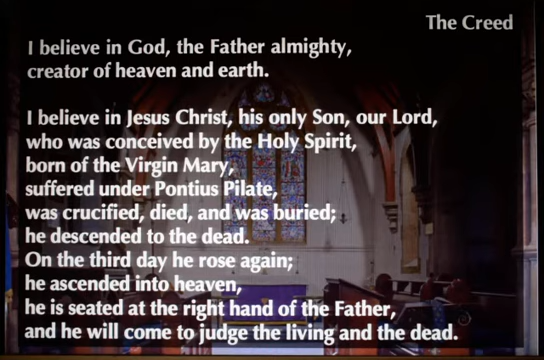 The Creed
I believe in God, the Father almighty,
creator of heaven and earth.
I believe in Jesus Christ, his only Son, our Lord,
who was conceived by the Holy Spirit,
born of the Virgin Mary,
suffered under Pontius Pilate,
was crucified, died, and was buried;
he descended to the dead.
On the third day he rose again;
he ascended into heaven,
he is seated at the right hand of the Father,
and he will come to judge the living and the dead.